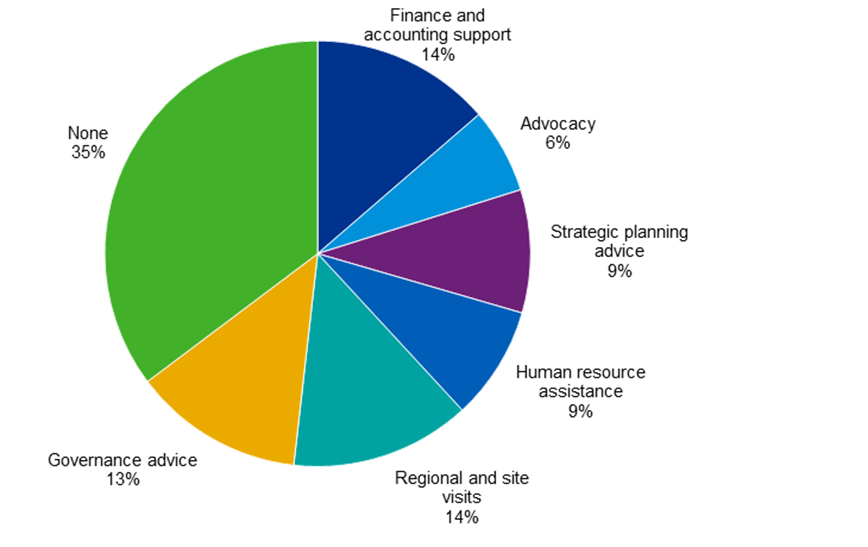 Finance and
accounting support
14%
Advocacy
6%
Strategic planning
advice
9%
Human resource
assistance
9%
Regional and site
visits
14%
Governance advice
13%
None
35%